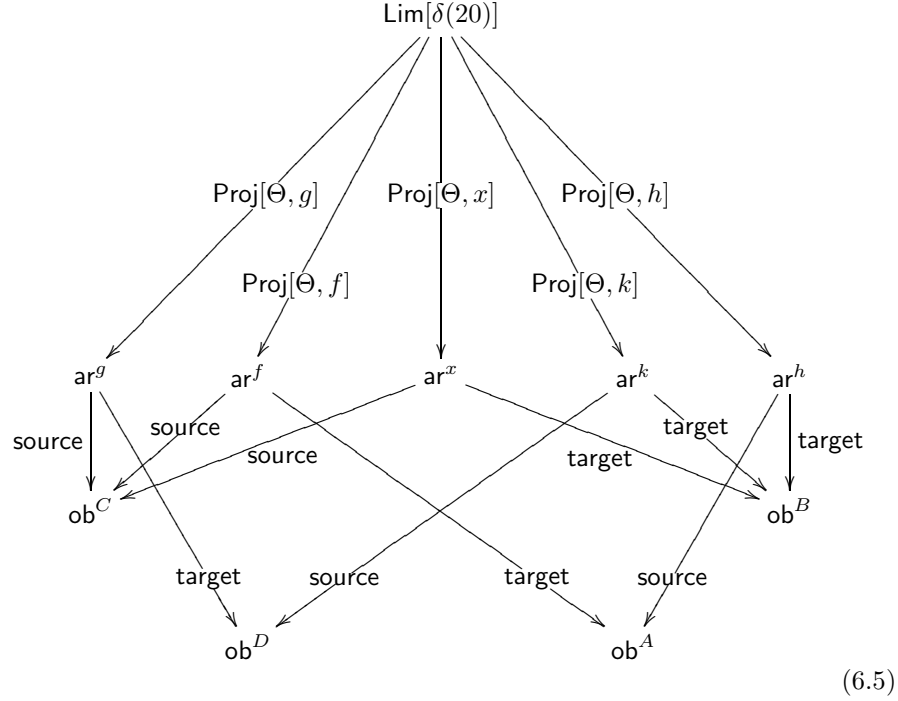 Lim[δ(20)]
Proj[Θ, g] Proj[Θ, x] Proj[Θ, h]
Proj[Θ, f] Proj[Θ, k]
ar^g ar^f ar^x ar^k ar^h
source source source target target target
ob^C ob^B
target source target source
ob^D ob^A
(6.5)